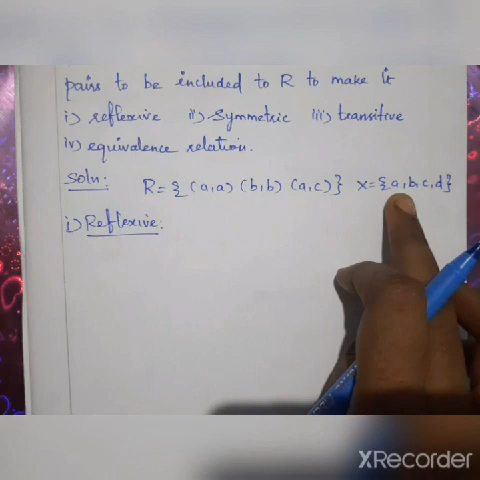 pairs to be included to R to make it
i) reflexive ii) Symmetric iii) transitive
iv) equivalence relation.
Soln: R = { (a,a) (b,b) (a,c) } X = {a,b,c,d}
i) Reflexive:
XRecorder